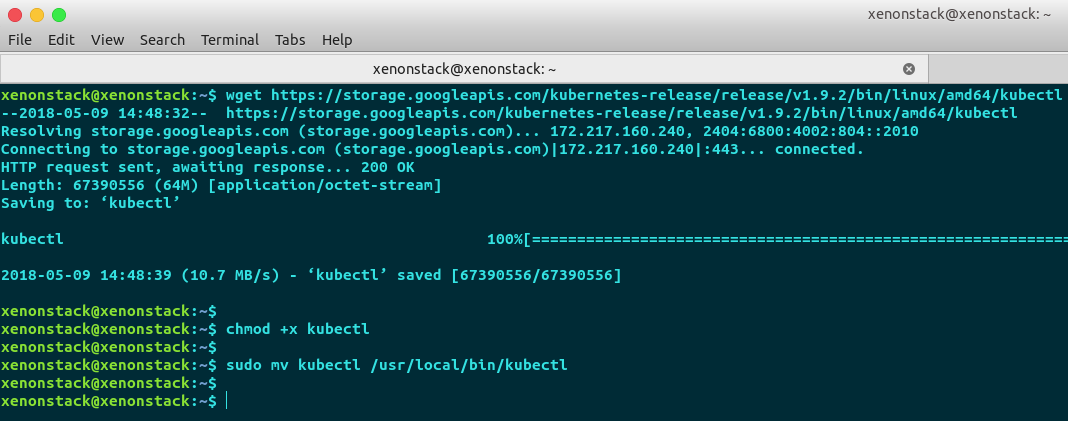 xenonstack@xenonstack: ~
File Edit View Search Terminal Tabs Help
xenonstack@xenonstack: ~
xenonstack@xenonstack:~$ wget https://storage.googleapis.com/kubernetes-release/release/v1.9.2/bin/linux/amd64/kubectl
--2018-05-09 14:48:32--  https://storage.googleapis.com/kubernetes-release/release/v1.9.2/bin/linux/amd64/kubectl
Resolving storage.googleapis.com (storage.googleapis.com)... 172.217.160.240, 2404:6800:4002:804::2010
Connecting to storage.googleapis.com (storage.googleapis.com)|172.217.160.240|:443... connected.
HTTP request sent, awaiting response... 200 OK
Length: 67390556 (64M) [application/octet-stream]
Saving to: ‘kubectl’
kubectl 100%[============================================================
2018-05-09 14:48:39 (10.7 MB/s) - ‘kubectl’ saved [67390556/67390556]
xenonstack@xenonstack:~$
xenonstack@xenonstack:~$ chmod +x kubectl
xenonstack@xenonstack:~$
xenonstack@xenonstack:~$ sudo mv kubectl /usr/local/bin/kubectl
xenonstack@xenonstack:~$
xenonstack@xenonstack:~$